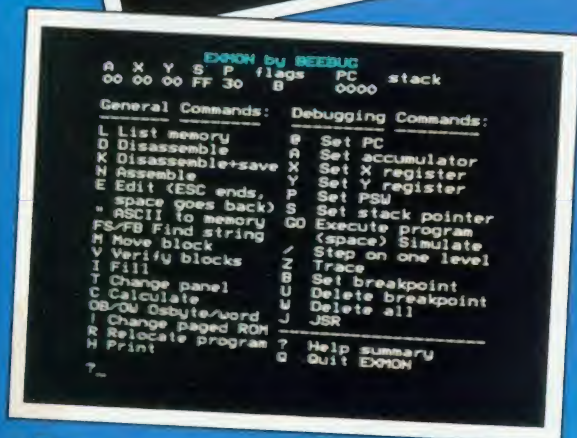 EXMON by BEEBUG
A X Y S P flags PC stack
00 00 00 FF 30 B 0000
General Commands:
L List memory
D Disassemble
K Disassemble+save
N Assemble
E Edit (ESC ends,
space goes back)
" ASCII to memory
FS/FB Find string
M Move block
V Verify blocks
I Fill
T Change panel
C Calculate
OB/OW Osbyte/word
! Change paged ROM
R Relocate program
H Print
?_
Debugging Commands:
@ Set PC
A Set accumulator
X Set X register
Y Set Y register
P Set PSW
S Set stack pointer
GO Execute program
(space) Simulate
/ Step on one level
Z Trace
B Set breakpoint
U Delete breakpoint
W Delete all
J JSR
? Help summary
Q Quit EXMON